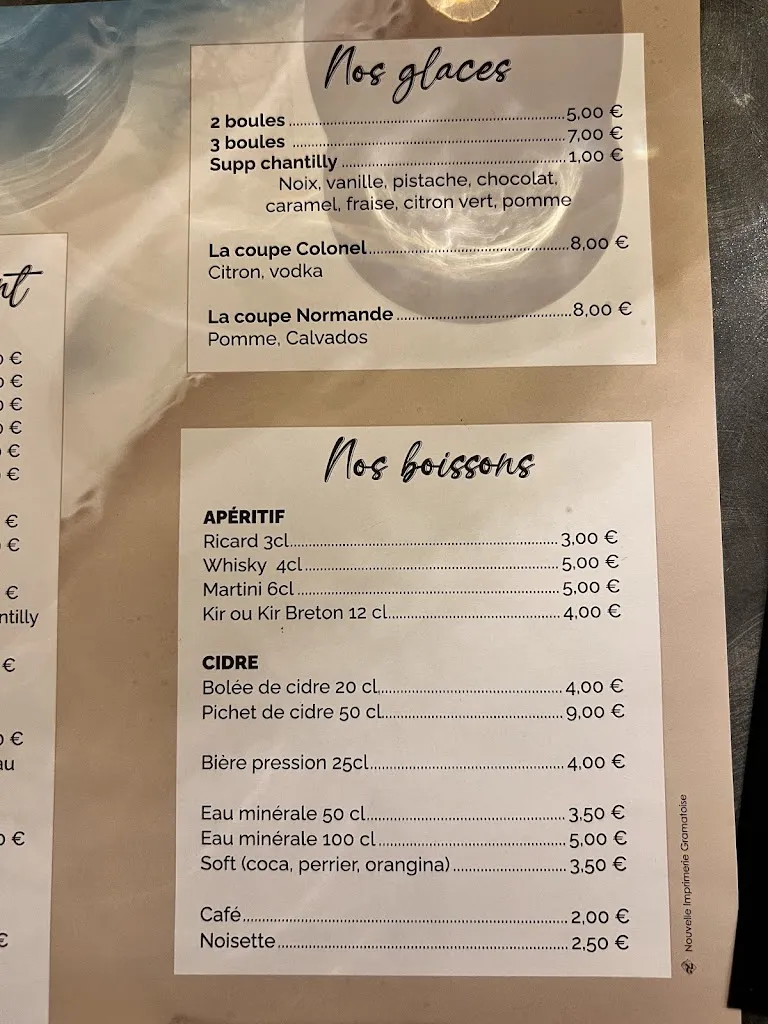 Nos glaces
2 boules 5,00 €
3 boules 7,00 €
Supp chantilly 1,00 €
Noix, vanille, pistache, chocolat,
caramel, fraise, citron vert, pomme
La coupe Colonel 8,00 €
Citron, vodka
La coupe Normande 8,00 €
Pomme, Calvados
Nos boissons
APÉRITIF
Ricard 3cl 3,00 €
Whisky 4cl 5,00 €
Martini 6cl 5,00 €
Kir ou Kir Breton 12 cl 4,00 €
CIDRE
Bolée de cidre 20 cl 4,00 €
Pichet de cidre 50 cl 9,00 €
Bière pression 25cl 4,00 €
Eau minérale 50 cl 3,50 €
Eau minérale 100 cl 5,00 €
Soft (coca, perrier, orangina) 3,50 €
Café 2,00 €
Noisette 2,50 €
Nouvelle Imprimerie Gramatoise